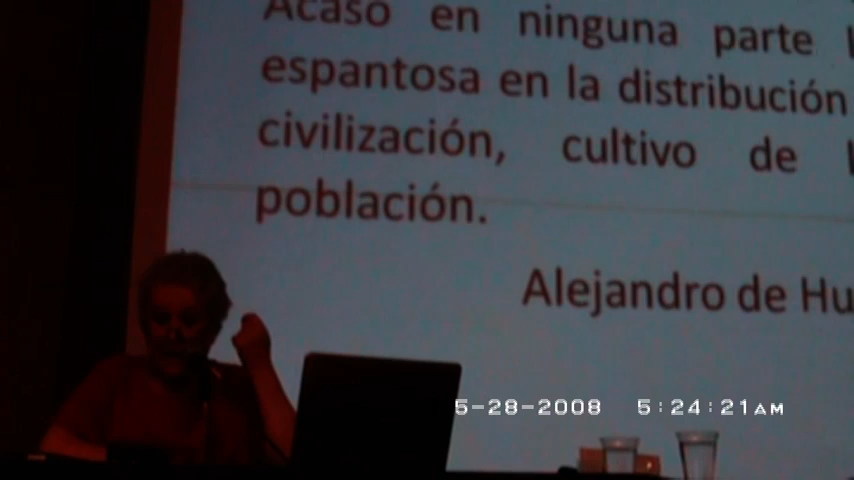 Acaso en ninguna parte
espantosa en la distribución
civilización, cultivo de
población.
Alejandro de Hu
5-28-2008 5:24:21AM